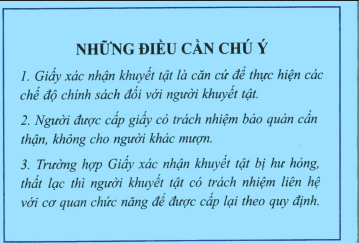 NHỮNG ĐIỀU CẦN CHÚ Ý
1. Giấy xác nhận khuyết tật là căn cứ để thực hiện các
chế độ chính sách đối với người khuyết tật.
2. Người được cấp giấy có trách nhiệm bảo quản cẩn
thận, không cho người khác mượn.
3. Trường hợp Giấy xác nhận khuyết tật bị hư hỏng,
thất lạc thì người khuyết tật có trách nhiệm liên hệ
với cơ quan chức năng để được cấp lại theo quy định.